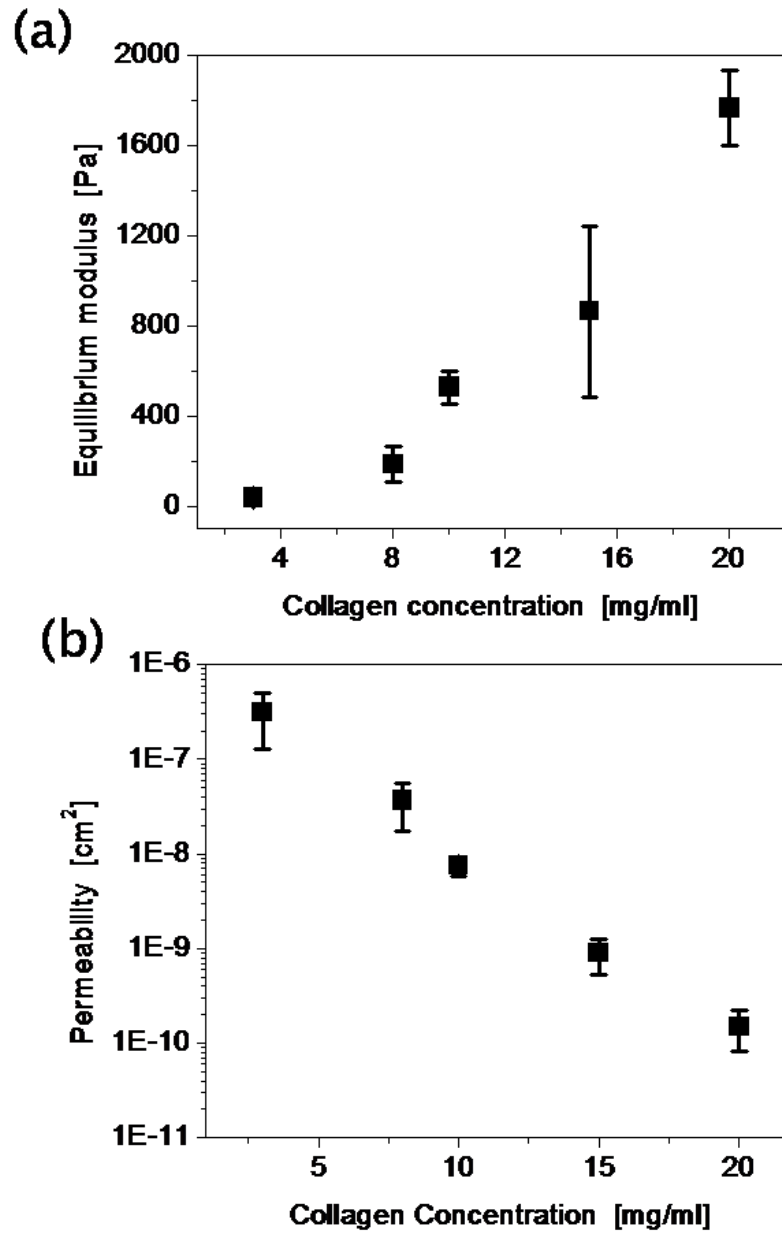 (a)
2000
1600
1200
800
400
0
Equilibrium modulus [Pa]
4 8 12 16 20
Collagen concentration [mg/ml]
(b)
1E-6
1E-7
1E-8
1E-9
1E-10
1E-11
Permeability [cm²]
5 10 15 20
Collagen Concentration [mg/ml]